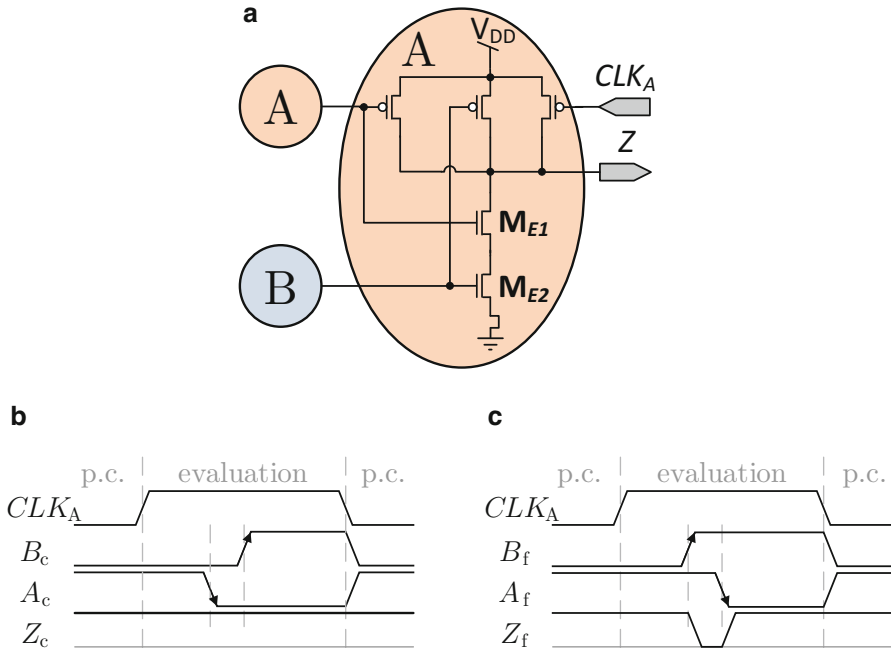 a
V_DD
A
CLK_A
A
Z
M_E1
B
M_E2
b
c
p.c. evaluation p.c.
p.c. evaluation p.c.
CLK_A
CLK_A
B_c
B_f
A_c
A_f
Z_c
Z_f